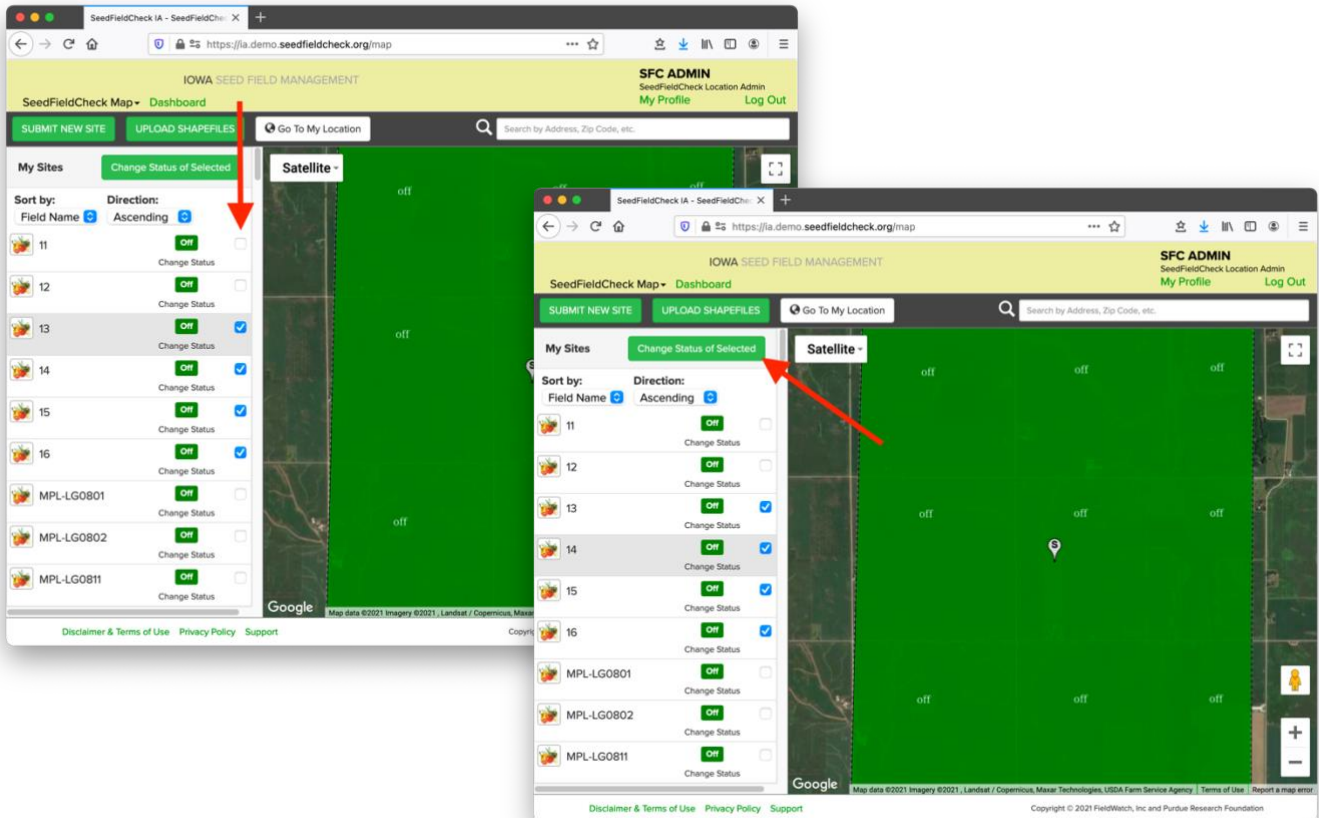 SeedFieldCheck IA - SeedFieldChe
https://ia.demo.seedfieldcheck.org/map
IOWA SEED FIELD MANAGEMENT
SFC ADMIN
SeedFieldCheck Location Admin
SeedFieldCheck Map Dashboard
My Profile Log Out
SUBMIT NEW SITE UPLOAD SHAPEFILES Go To My Location Search by Address, Zip Code, etc.
My Sites Change Status of Selected Satellite
off
Sort by: Direction:
Field Name Ascending
11 Off
Change Status
12 Off
Change Status
13 Off
Change Status
off
14 Off
Change Status
15 Off
Change Status
16 Off
Change Status
MPL-LG0801 Off
Change Status
MPL-LG0802 Off
Change Status
off
MPL-LG0811 Off
Change Status
Google Map data ©2021 Imagery ©2021 , Landsat / Copernicus,
Disclaimer & Terms of Use Privacy Policy Support
SeedFieldCheck IA - SeedFieldChe
https://ia.demo.seedfieldcheck.org/map
IOWA SEED FIELD MANAGEMENT
SFC ADMIN
SeedFieldCheck Location Admin
SeedFieldCheck Map Dashboard
My Profile Log Out
SUBMIT NEW SITE UPLOAD SHAPEFILES Go To My Location Search by Address, Zip Code, etc.
My Sites Change Status of Selected Satellite
off off off
Sort by: Direction:
Field Name Ascending
11 Off
Change Status
12 Off
Change Status
13 Off
Change Status
off off off
14 Off
Change Status
S
15 Off
Change Status
16 Off
Change Status
MPL-LG0801 Off
Change Status
off off off
MPL-LG0802 Off
Change Status
MPL-LG0811 Off
Change Status
Google Map data ©2021 Imagery ©2021 , Landsat / Copernicus, Maxar Technologies, USDA Farm Service Agency Terms of Use Report a map error
Disclaimer & Terms of Use Privacy Policy Support Copyright © 2021 FieldWatch, Inc and Purdue Research Foundation